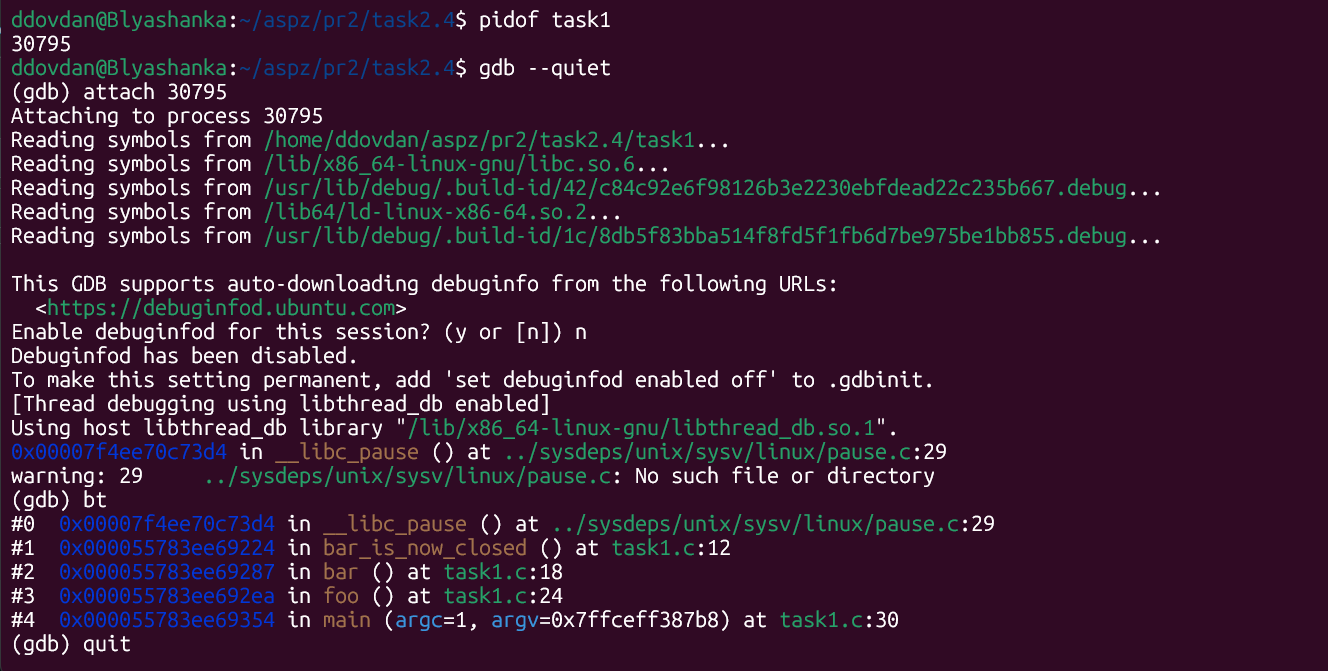 ddovdan@Blyashanka:~/aspz/pr2/task2.4$ pidof task1
30795
ddovdan@Blyashanka:~/aspz/pr2/task2.4$ gdb --quiet
(gdb) attach 30795
Attaching to process 30795
Reading symbols from /home/ddovdan/aspz/pr2/task2.4/task1...
Reading symbols from /lib/x86_64-linux-gnu/libc.so.6...
Reading symbols from /usr/lib/debug/.build-id/42/c84c92e6f98126b3e2230ebfdead22c235b667.debug...
Reading symbols from /lib64/ld-linux-x86-64.so.2...
Reading symbols from /usr/lib/debug/.build-id/1c/8db5f83bba514f8fd5f1fb6d7be975be1bb855.debug...
This GDB supports auto-downloading debuginfo from the following URLs:
  <https://debuginfod.ubuntu.com>
Enable debuginfod for this session? (y or [n]) n
Debuginfod has been disabled.
To make this setting permanent, add 'set debuginfod enabled off' to .gdbinit.
[Thread debugging using libthread_db enabled]
Using host libthread_db library "/lib/x86_64-linux-gnu/libthread_db.so.1".
0x00007f4ee70c73d4 in __libc_pause () at ../sysdeps/unix/sysv/linux/pause.c:29
warning: 29     ../sysdeps/unix/sysv/linux/pause.c: No such file or directory
(gdb) bt
#0  0x00007f4ee70c73d4 in __libc_pause () at ../sysdeps/unix/sysv/linux/pause.c:29
#1  0x000055783ee69224 in bar_is_now_closed () at task1.c:12
#2  0x000055783ee69287 in bar () at task1.c:18
#3  0x000055783ee692ea in foo () at task1.c:24
#4  0x000055783ee69354 in main (argc=1, argv=0x7ffceff387b8) at task1.c:30
(gdb) quit